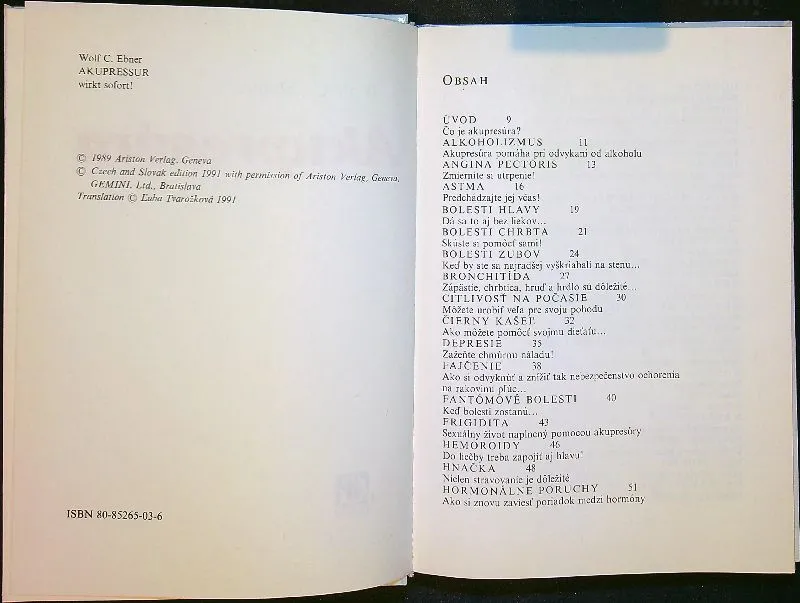 Wolf C. Ebner
AKUPRESSUR
wirkt sofort!
© 1989 Ariston Verlag, Geneva
© Czech and Slovak edition 1991 with permission of Ariston Verlag, Geneva,
GEMINI, Ltd., Bratislava
Translation © Ľuba Tvarožková 1991
ISBN 80-85265-03-6
OBSAH
ÚVOD 9
Čo je akupresúra?
ALKOHOLIZMUS 11
Akupresúra pomáha pri odvykaní od alkoholu
ANGINA PECTORIS 13
Zmiernite si utrpenie!
ASTMA 16
Predchádzajte jej včas!
BOLESTI HLAVY 19
Dá sa to aj bez liekov...
BOLESTI CHRBTA 21
Skúste si pomôcť sami!
BOLESTI ZUBOV 24
Keď by ste sa najradšej vyškriabali na stenu...
BRONCHITÍDA 27
Zápästie, chrbtica, hruď a hrdlo sú dôležité...
CITLIVOSŤ NA POČASIE 30
Môžete urobiť veľa pre svoju pohodu
ČIERNY KAŠEĽ 32
Ako môžete pomôcť svojmu dieťaťu...
DEPRESIE 35
Zažeňte chmúrnu náladu!
FAJČENIE 38
Ako si odvyknúť a znížiť tak nebezpečenstvo ochorenia
na rakovinu pľúc...
FANTÓMOVÉ BOLESTI 40
Keď bolesti zostanú...
FRIGIDITA 43
Sexuálny život naplnený pomocou akupresúry
HEMOROIDY 46
Do liečby treba zapojiť aj hlavu!
HNAČKA 48
Nielen stravovanie je dôležité
HORMONÁLNE PORUCHY 51
Ako si znovu zaviesť poriadok medzi hormóny